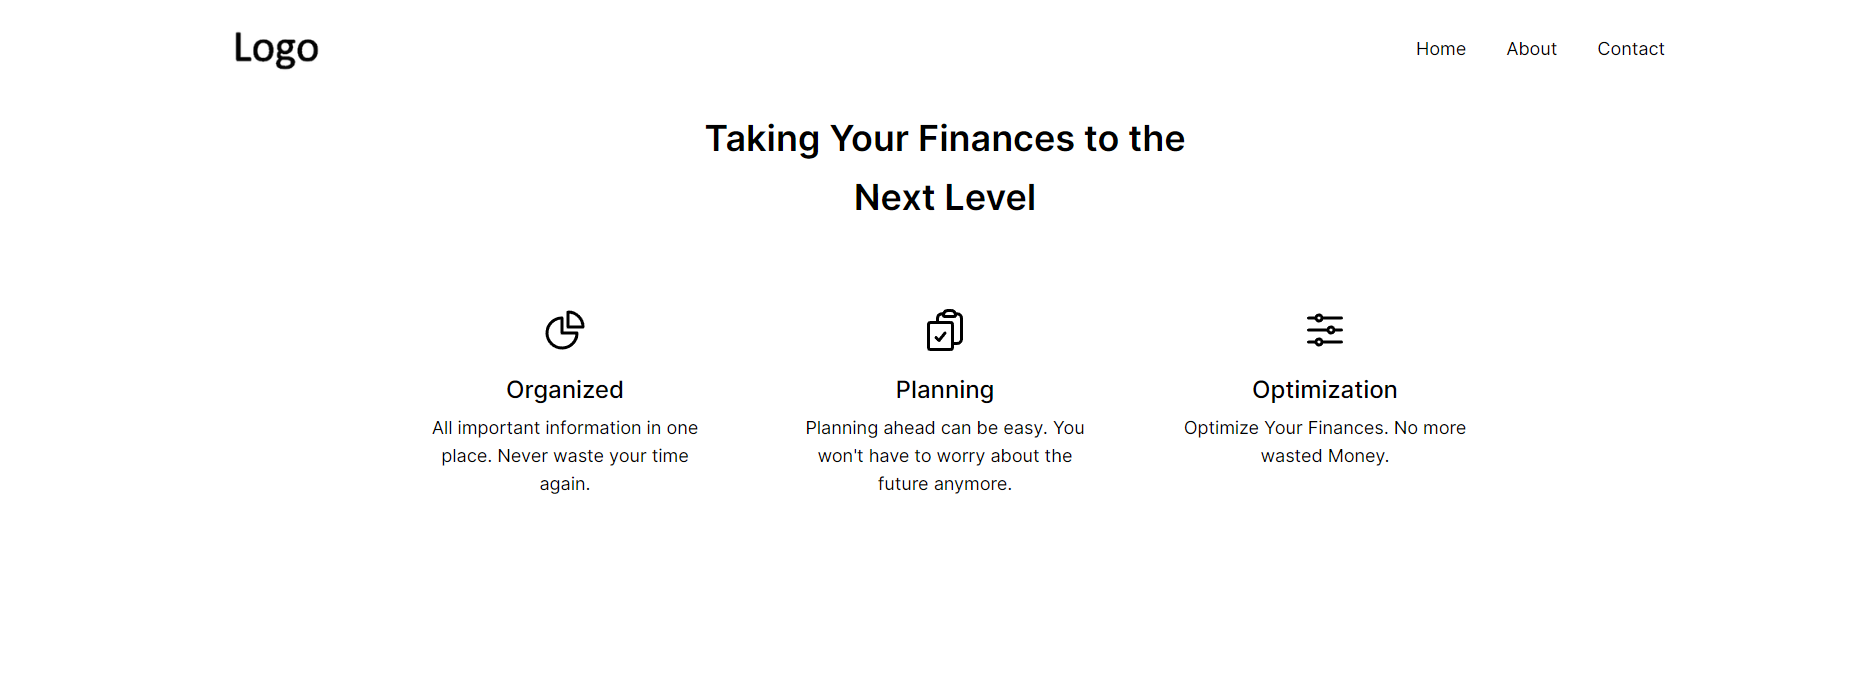 Logo
Home About Contact
Taking Your Finances to the
Next Level
Organized
All important information in one
place. Never waste your time
again.
Planning
Planning ahead can be easy. You
won't have to worry about the
future anymore.
Optimization
Optimize Your Finances. No more
wasted Money.